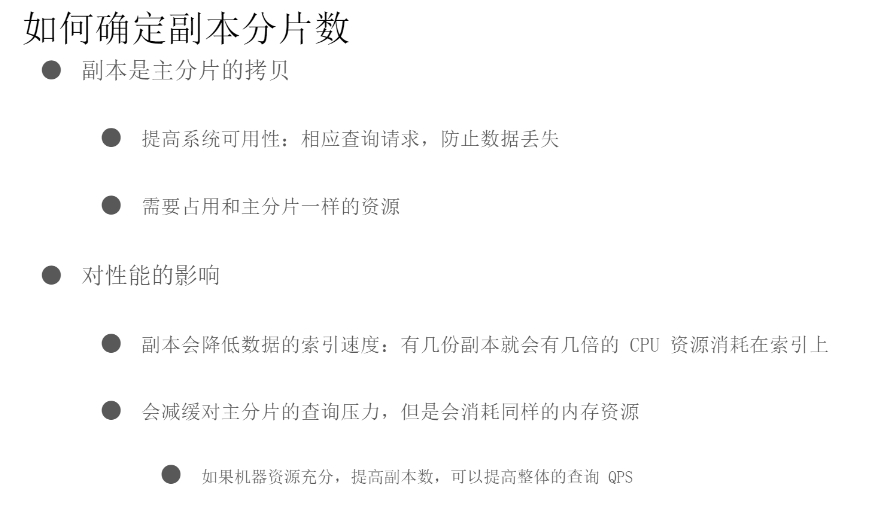 如何确定副本分片数
● 副本是主分片的拷贝
● 提高系统可用性：相应查询请求，防止数据丢失
● 需要占用和主分片一样的资源
● 对性能的影响
● 副本会降低数据的索引速度：有几份副本就会有几倍的 CPU 资源消耗在索引上
● 会减缓对主分片的查询压力，但是会消耗同样的内存资源
● 如果机器资源充分，提高副本数，可以提高整体的查询 QPS